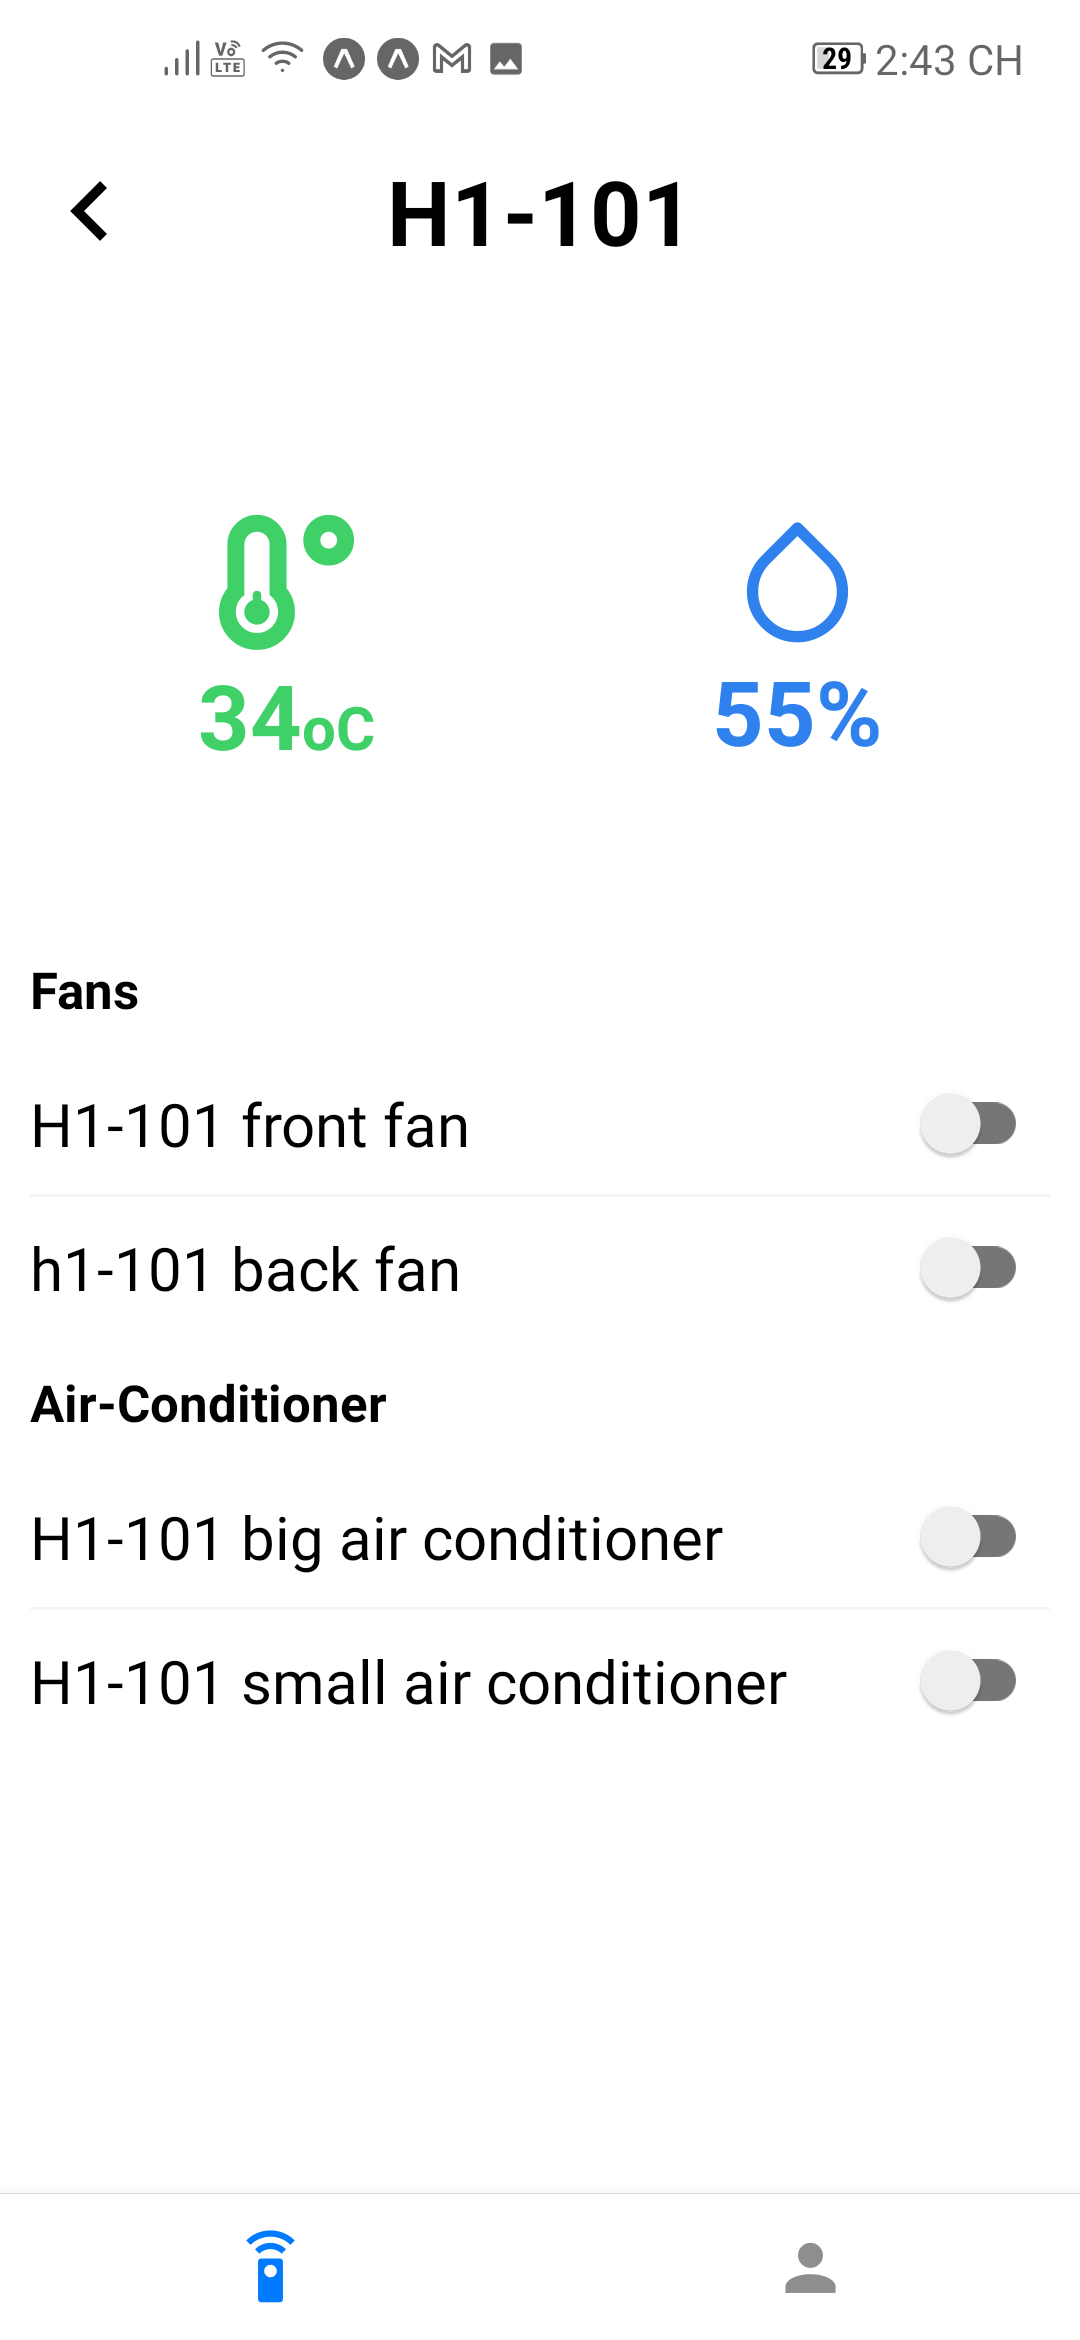 Vo LTE 29 2:43 CH
H1-101
34oC 55%
Fans
H1-101 front fan
h1-101 back fan
Air-Conditioner
H1-101 big air conditioner
H1-101 small air conditioner